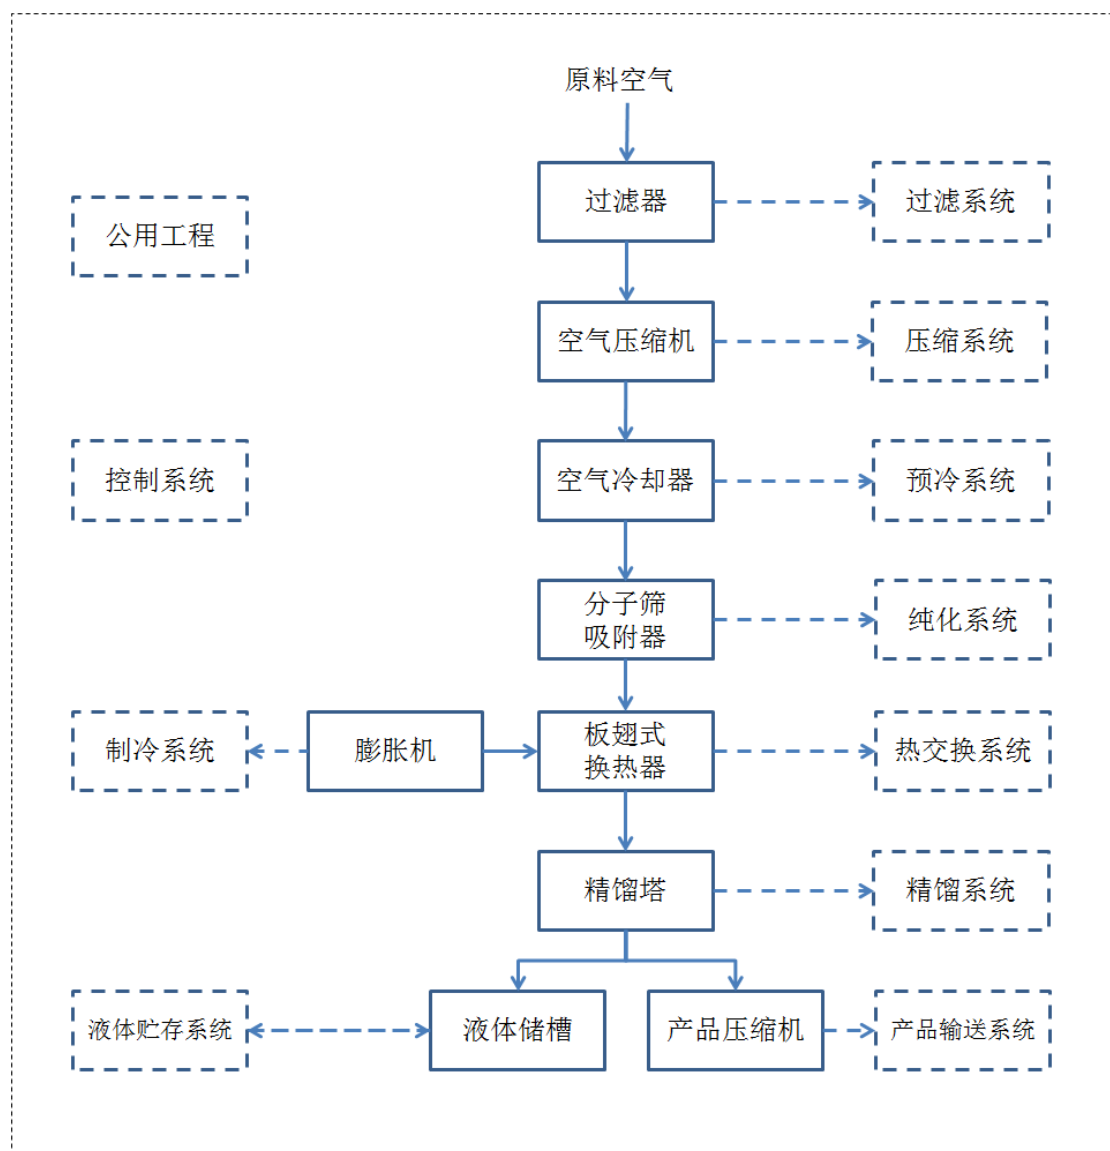 原料空气
过滤器
过滤系统
公用工程
空气压缩机
压缩系统
控制系统
空气冷却器
预冷系统
分子筛
吸附器
纯化系统
制冷系统
膨胀机
板翅式
换热器
热交换系统
精馏塔
精馏系统
液体贮存系统
液体储槽
产品压缩机
产品输送系统